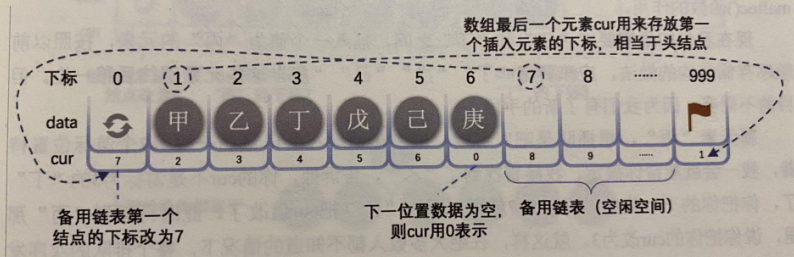 数组最后一个元素cur用来存放第一
个插入元素的下标，相当于头结点
下标 0 1 2 3 4 5 6 7 8 …… 999
data 甲 乙 丁 戊 己 庚
cur 7 2 3 4 5 6 0 8 9 …… 1
备用链表第一个
结点的下标改为7
下一位置数据为空，
则cur用0表示
备用链表（空闲空间）